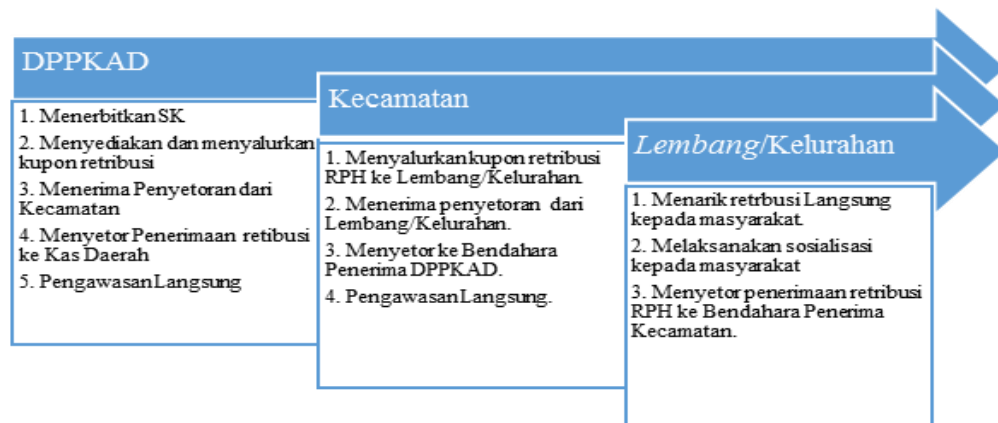 DPPKAD
1. Menerbitkan SK
2. Menyediakan dan menyalurkan
kupon retribusi
3. Menerima Penyetoran dari
Kecamatan
4. Menyetor Penerimaan retibusi
ke Kas Daerah
5. Pengawasan Langsung
Kecamatan
1. Menyalurkan kupon retribusi
RPH ke Lembang/Kelurahan.
2. Menerima penyetoran dari
Lembang/Kelurahan.
3. Menyetor ke Bendahara
Penerima DPPKAD.
4. Pengawasan Langsung.
Lembang/Kelurahan
1. Menarik retrbusi Langsung
kepada masyarakat.
2. Melaksanakan sosialisasi
kepada masyarakat
3. Menyetor penerimaan retribusi
RPH ke Bendahara Penerima
Kecamatan.